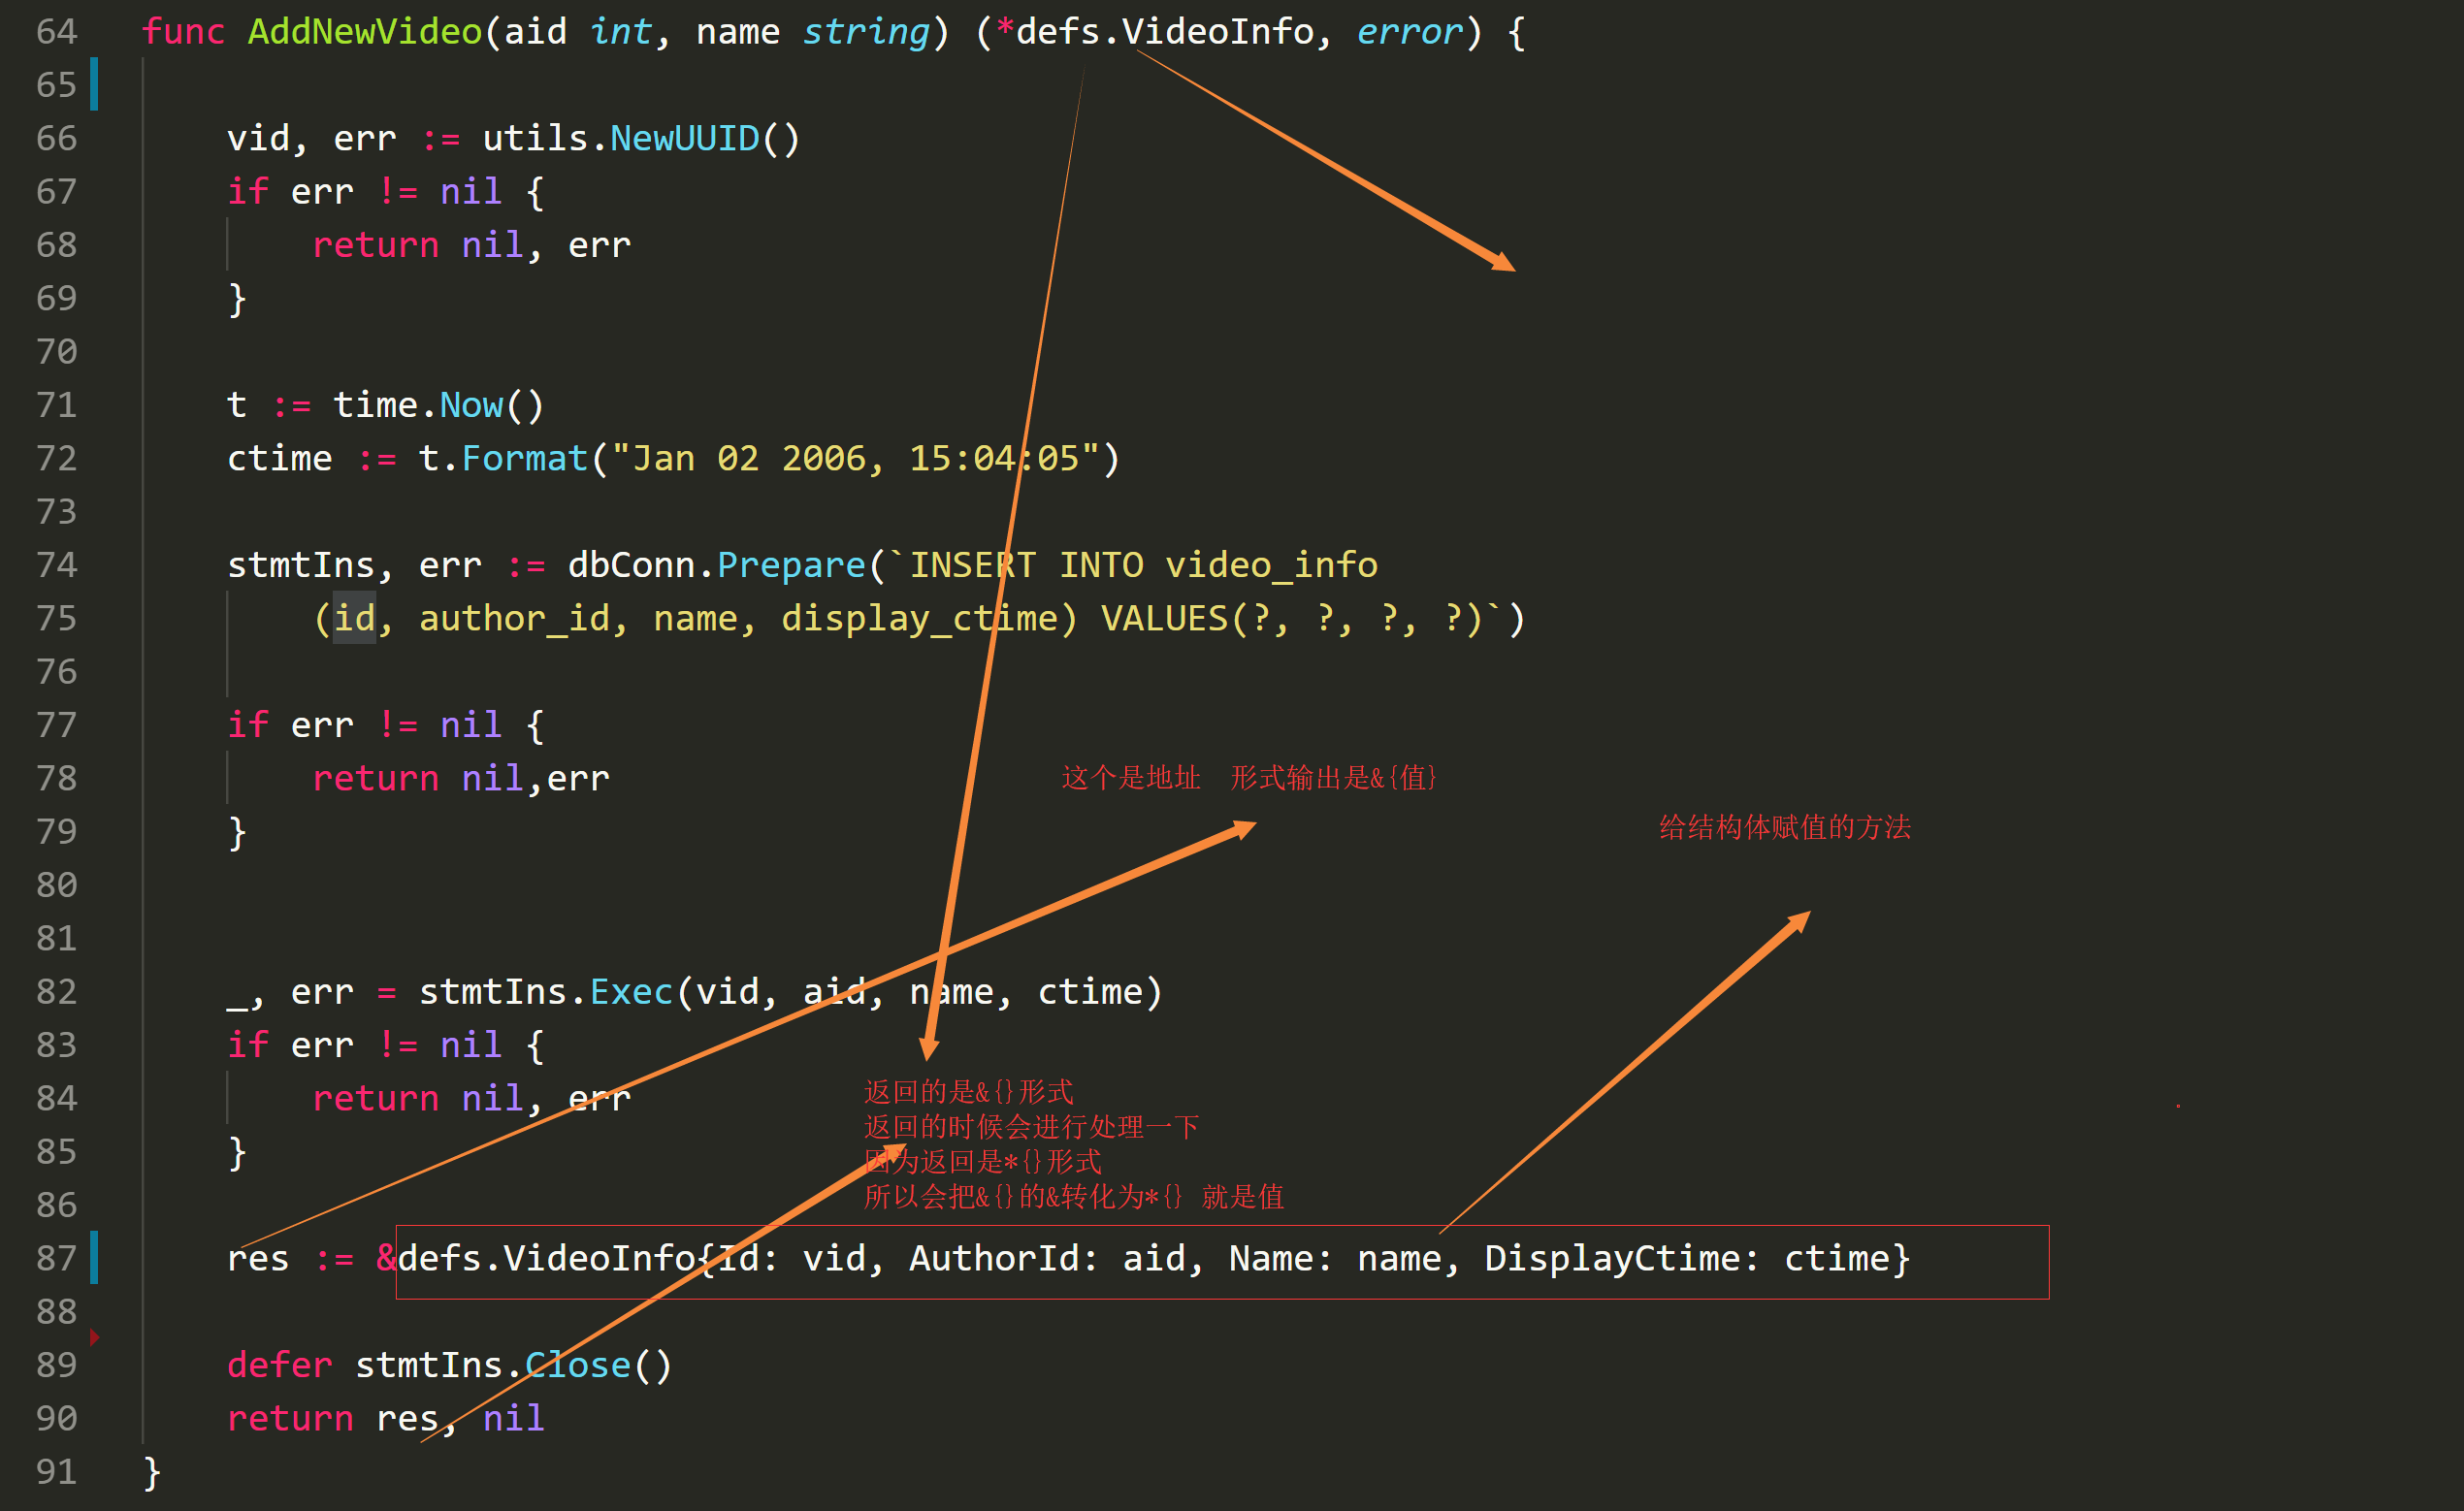 64 func AddNewVideo(aid int, name string) (*defs.VideoInfo, error) {
65
66 vid, err := utils.NewUUID()
67 if err != nil {
68 return nil, err
69 }
70
71 t := time.Now()
72 ctime := t.Format("Jan 02 2006, 15:04:05")
73
74 stmtIns, err := dbConn.Prepare(`INSERT INTO video_info
75 (id, author_id, name, display_ctime) VALUES(?, ?, ?, ?)`)
76
77 if err != nil {
78 return nil,err
这个是地址 形式输出是&{值}
给结构体赋值的方法
79 }
80
81
82 _, err = stmtIns.Exec(vid, aid, name, ctime)
83 if err != nil {
84 return nil, err
返回的是&{}形式
返回的时候会进行处理一下
85 }
因为返回是*{}形式
86
所以会把&{}的&转化为*{} 就是值
87 res := &defs.VideoInfo{Id: vid, AuthorId: aid, Name: name, DisplayCtime: ctime}
88
89 defer stmtIns.Close()
90 return res, nil
91 }